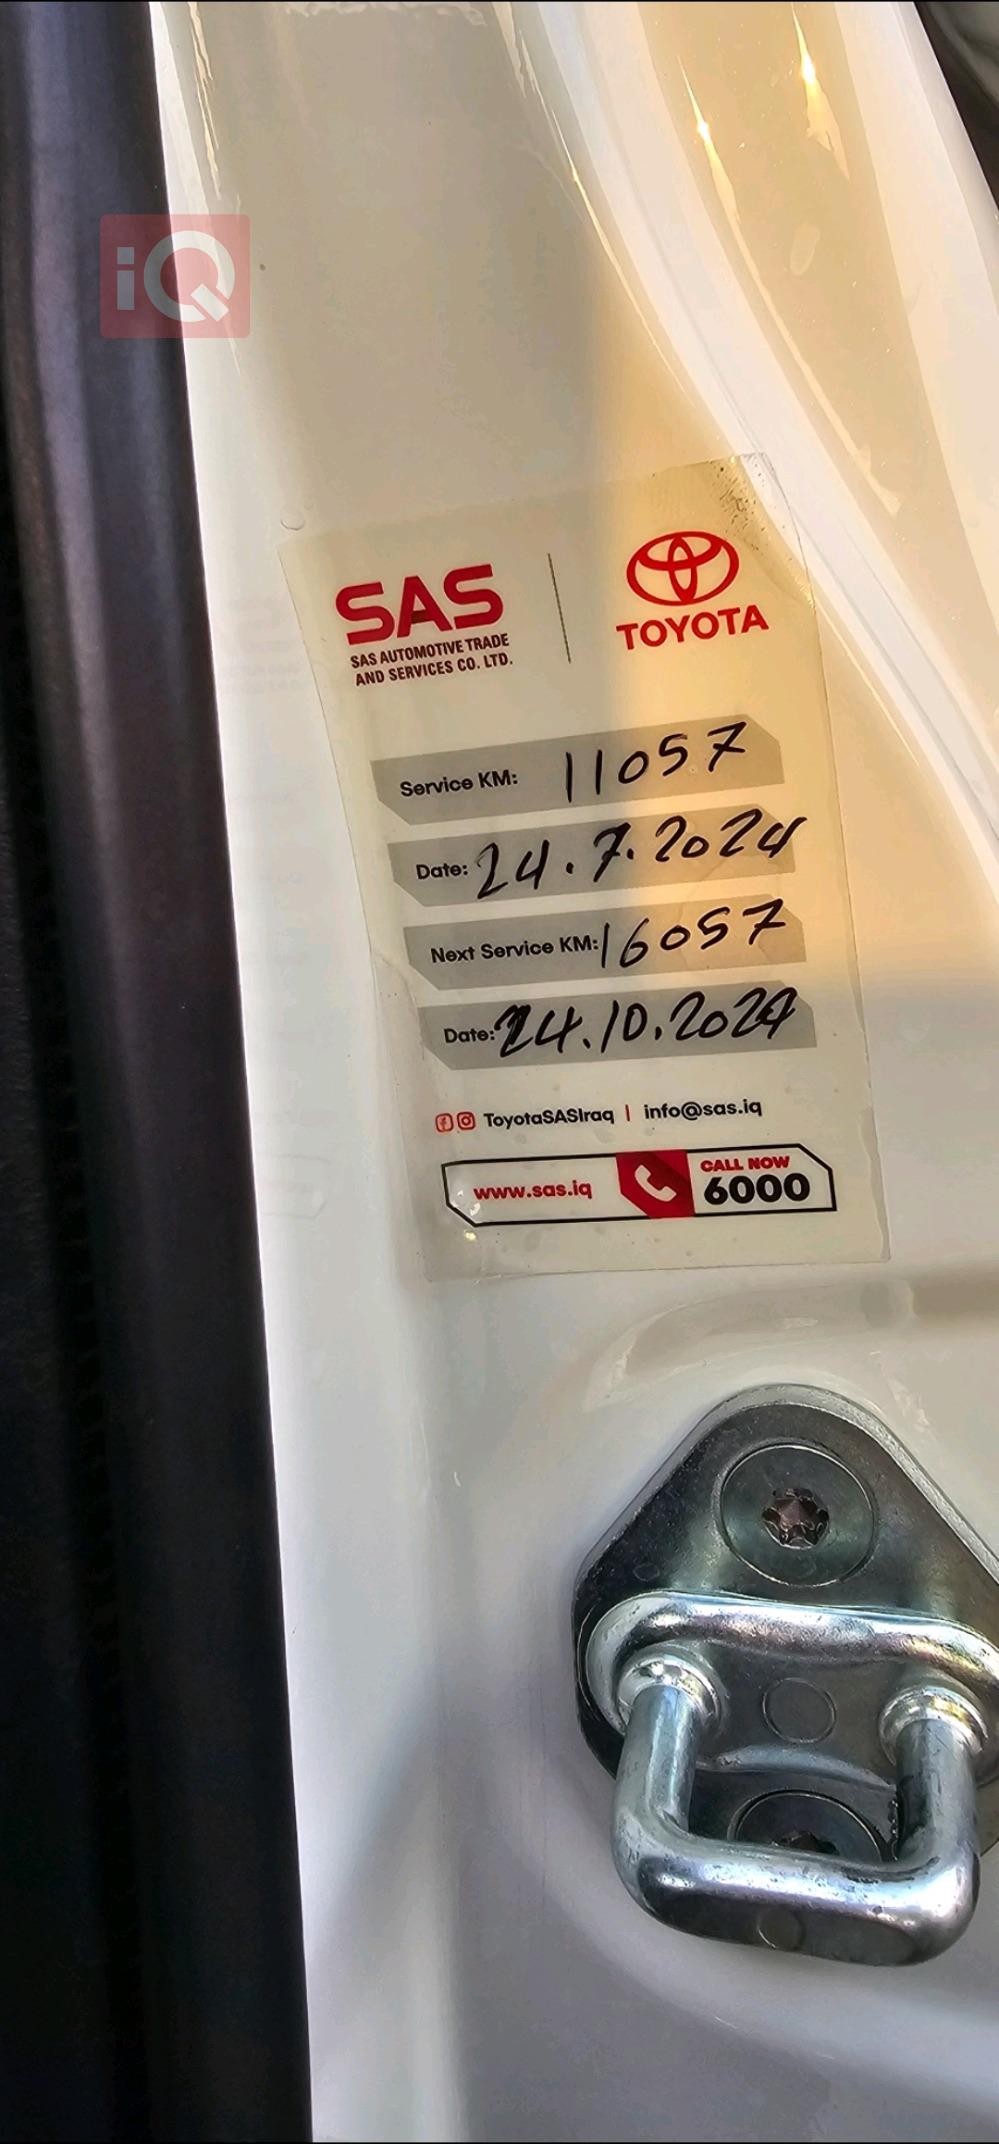 iQ
SAS
SAS AUTOMOTIVE TRADE
AND SERVICES CO. LTD.
TOYOTA
Service KM: 11057
Date: 24.7.2024
Next Service KM: 16057
Date: 24.10.2024
ToyotaSASIraq | info@sas.iq
www.sas.iq
CALL NOW
6000